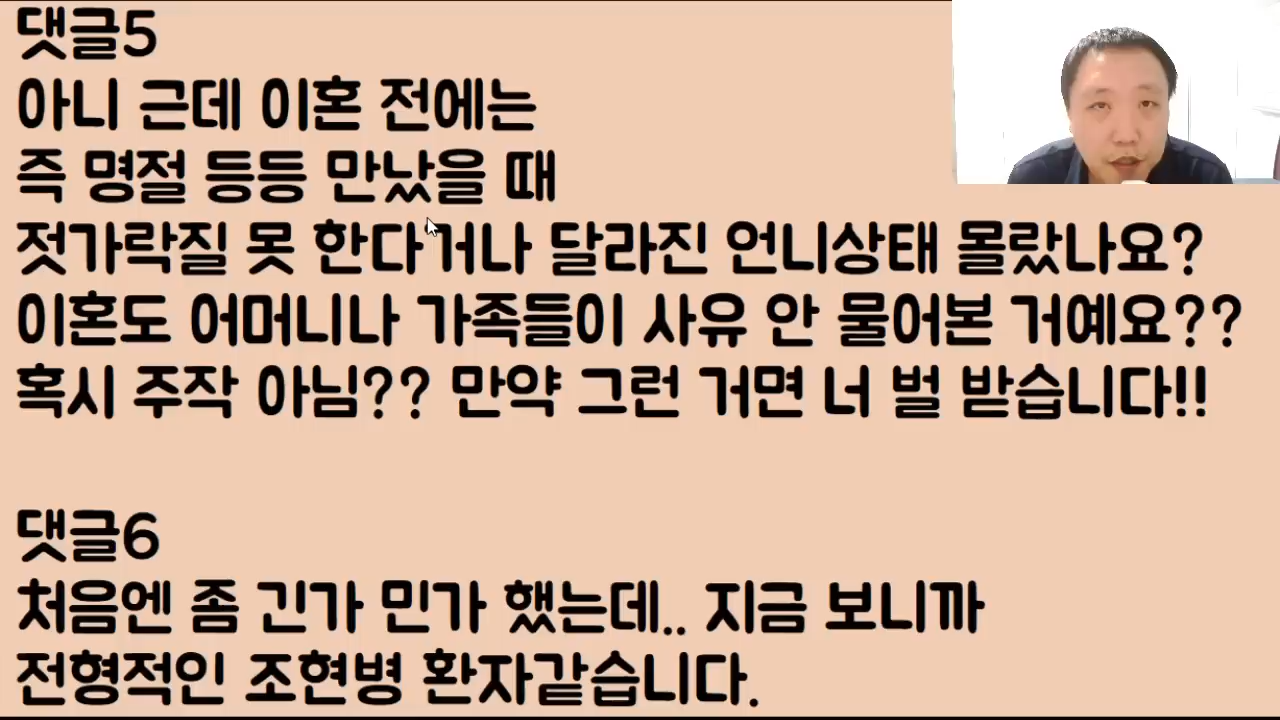 댓글5
아니 근데 이혼 전에는
즉 명절 등등 만났을 때
젓가락질 못 한다거나 달라진 언니상태 몰랐나요?
이혼도 어머니나 가족들이 사유 안 물어본 거예요??
혹시 주작 아님?? 만약 그런 거면 너 벌 받습니다!!
댓글6
처음엔 좀 긴가 민가 했는데.. 지금 보니까
전형적인 조현병 환자같습니다.